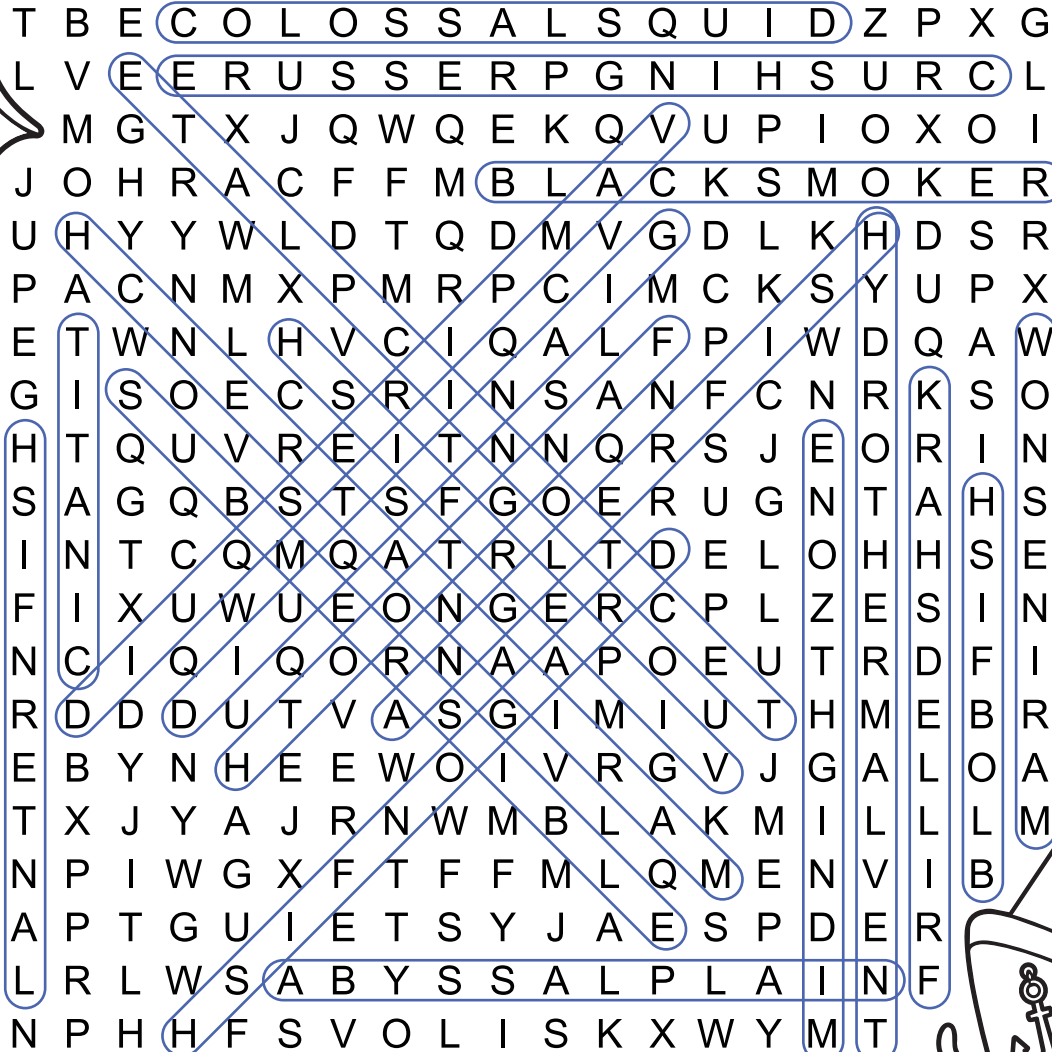 T B E C O L O S S A L S Q U I D Z P X G
L V E E R U S S E R P G N I H S U R C L
M G T X J Q W Q E K Q V U P I O X O I
J O H R A C F F M B L A C K S M O K E R
U H Y Y W L D T Q D M V G D L K H D S R
P A C N M X P M R P C I M C K S Y U P X
E T W N L H V C I Q A L F P I W D Q A W
G I S O E C S R I N S A N F C N R K S O
H T Q U V R E I T N N Q R S J E O R I N
S A G Q B S T S F G O E R U G N T A H S
I N T C Q M Q A T R L T D E L O H H S E
F I X U W U E O N G E R C P L Z E S I N
N C I Q I Q O R N A A P O E U T R D F I
R D D D U T V A S G I M I U T H M E B R
E B Y N H E E W O I V R G V J G A L O A
T X J Y A J R N W M B L A K M I L L L M
N P I W G X F T F F M L Q M E N V I B
A P T G U I E T S Y J A E S P D E R
L R L W S A B Y S S A L P L A I N F
N P H H F S V O L I S K X W Y M T